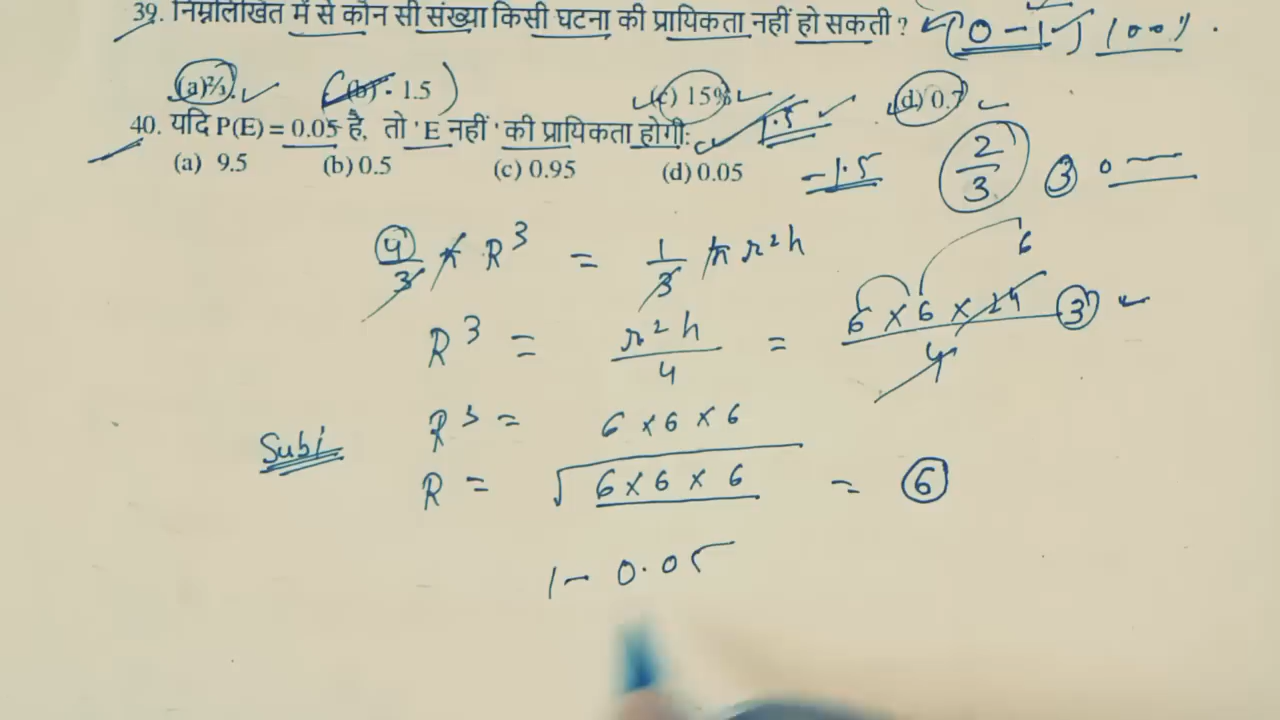 39. निम्नलिखित में से कौन सी संख्या किसी घटना की प्रायिकता नहीं हो सकती ? (0 - 1) 100%
(a) 2/3 (b) - 1.5 (c) 15% (d) 0.7
1.5
40. यदि P(E) = 0.05 है, तो 'E नहीं' की प्रायिकता होगी:
(a) 9.5 (b) 0.5 (c) 0.95 (d) 0.05
-1.5 2/3 3 0.
4/3 π R³ = 1/3 π r²h
R³ = r²h/4 = 6 × 6 × 24/4 3 6
R³ = 6 × 6 × 6
Subi R = √6 × 6 × 6 = 6
1 - 0.05